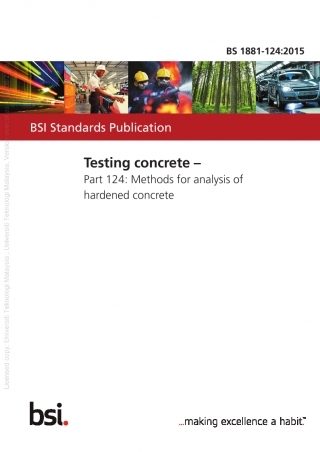 BS 1881-124:2015
BSI Standards Publication
Testing concrete –
Part 124: Methods for analysis of
hardened concrete
bsi.
...making excellence a habit.™
Licensed copy: Universiti Teknologi Malaysia, Universiti Teknologi Malaysia, Version